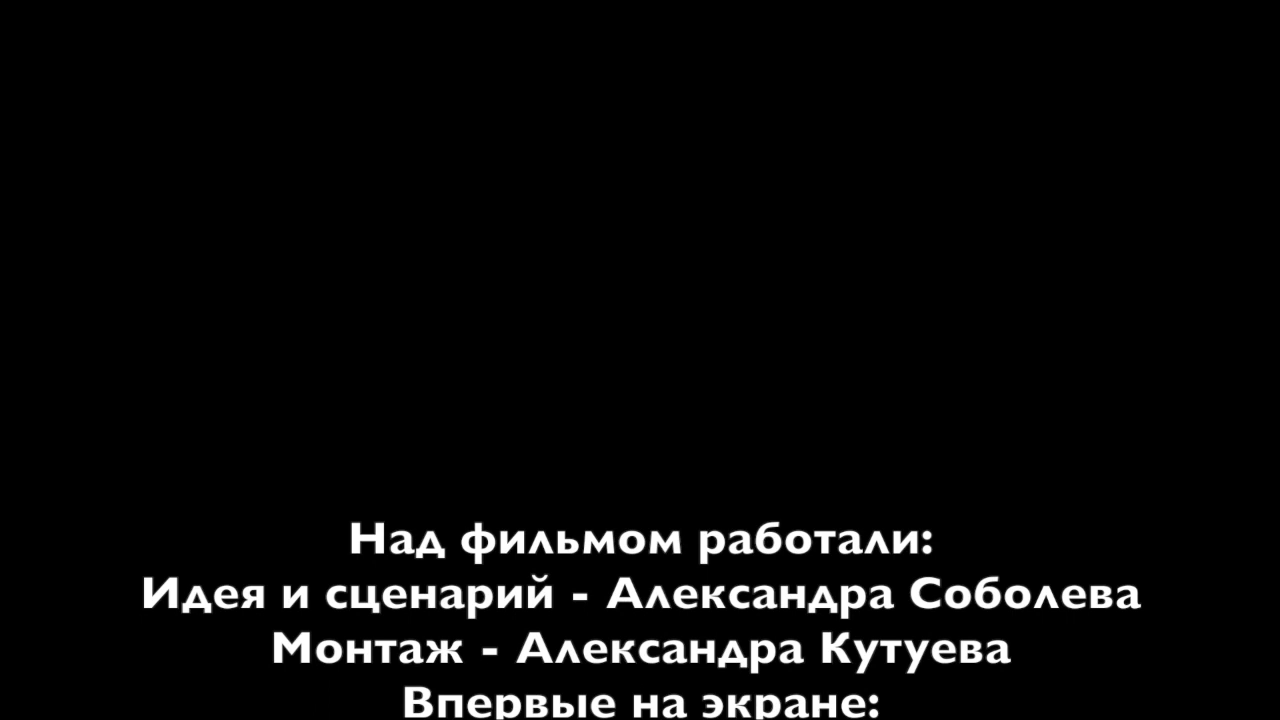 Над фильмом работали:
Идея и сценарий - Александра Соболева
Монтаж - Александра Кутуева
Впервые на экране: